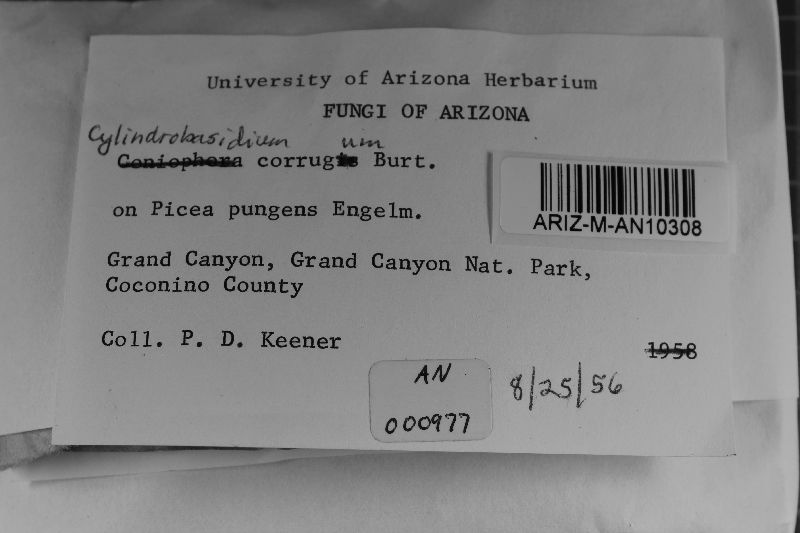 University of Arizona Herbarium
FUNGI OF ARIZONA
Cylindrobasidium um
Coniophora corrugis Burt.
ARIZ-M-AN10308
on Picea pungens Engelm.
Grand Canyon, Grand Canyon Nat. Park,
Coconino County
Coll. P. D. Keener
1958
AN
000977
8/25/56